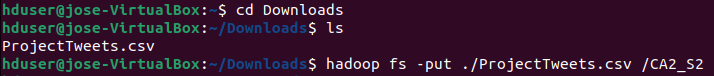 hduser@jose-VirtualBox:~$ cd Downloads
hduser@jose-VirtualBox:~/Downloads$ ls
ProjectTweets.csv
hduser@jose-VirtualBox:~/Downloads$ hadoop fs -put ./ProjectTweets.csv /CA2_S2